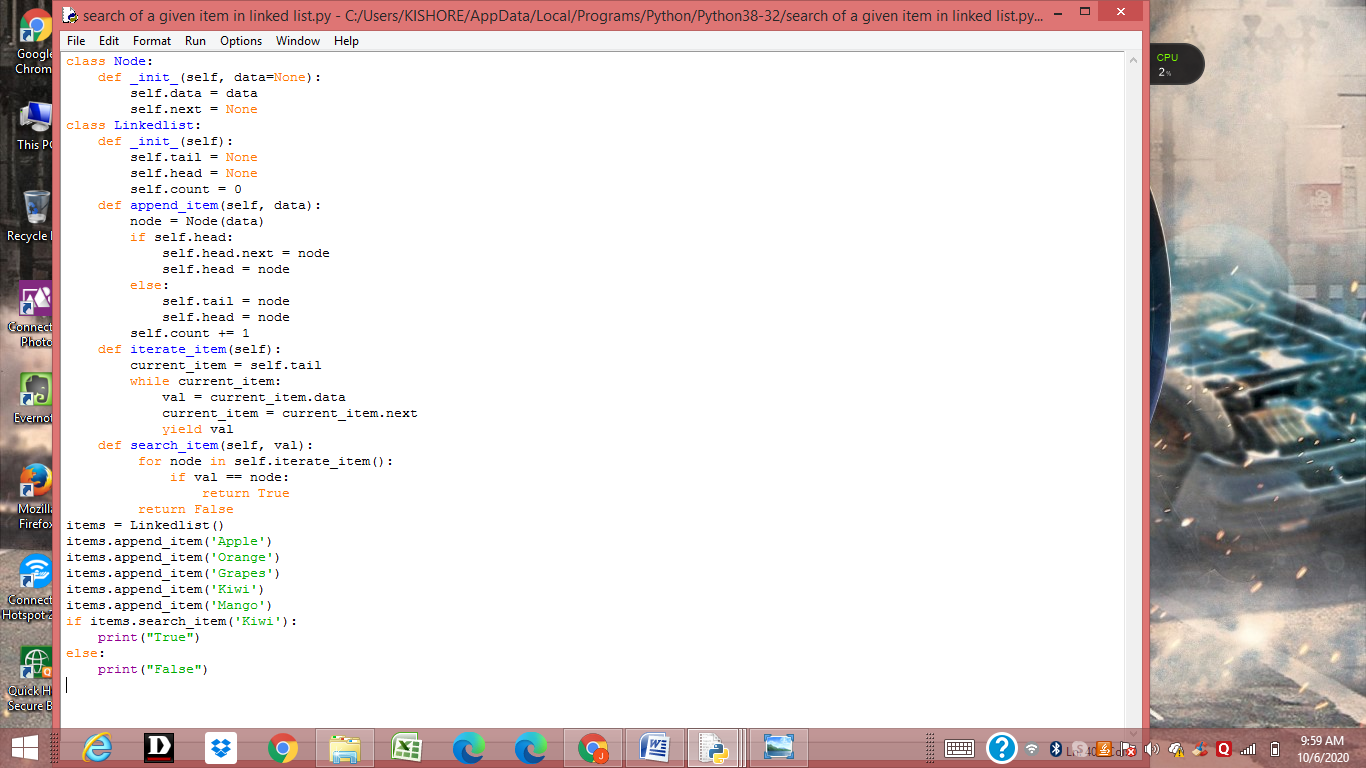 search of a given item in linked list.py - C:/Users/KISHORE/AppData/Local/Programs/Python/Python38-32/search of a given item in linked list.py...
File Edit Format Run Options Window Help
class Node:
    def _init_(self, data=None):
        self.data = data
        self.next = None
class Linkedlist:
    def _init_(self):
        self.tail = None
        self.head = None
        self.count = 0
    def append_item(self, data):
        node = Node(data)
        if self.head:
            self.head.next = node
            self.head = node
        else:
            self.tail = node
            self.head = node
        self.count += 1
    def iterate_item(self):
        current_item = self.tail
        while current_item:
            val = current_item.data
            current_item = current_item.next
            yield val
    def search_item(self, val):
         for node in self.iterate_item():
             if val == node:
                 return True
         return False
items = Linkedlist()
items.append_item('Apple')
items.append_item('Orange')
items.append_item('Grapes')
items.append_item('Kiwi')
items.append_item('Mango')
if items.search_item('Kiwi'):
    print("True")
else:
    print("False")
Google
Chrom
This PC
Recycle
Connect
Photo
Evernot
Mozilla
Firefox
Connect
Hotspot
Quick H
Secure B
CPU
2%
9:59 AM
10/6/2020